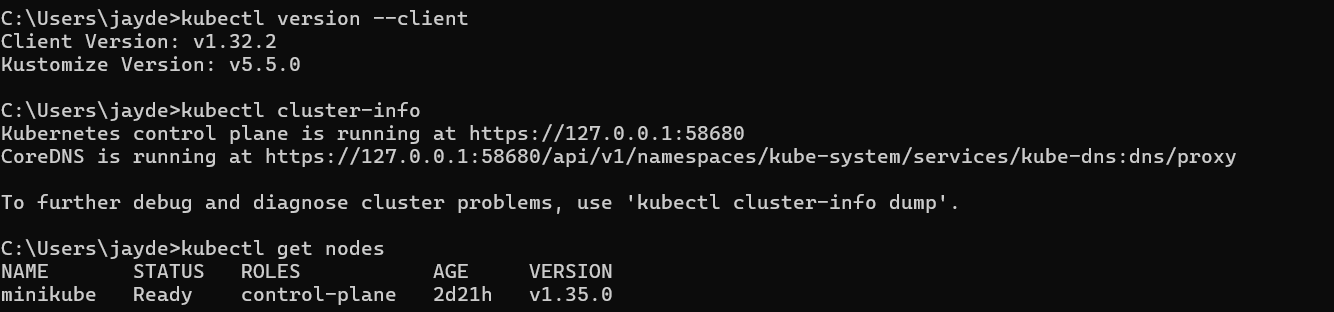 C:\Users\jayde>kubectl version --client
Client Version: v1.32.2
Kustomize Version: v5.5.0
C:\Users\jayde>kubectl cluster-info
Kubernetes control plane is running at https://127.0.0.1:58680
CoreDNS is running at https://127.0.0.1:58680/api/v1/namespaces/kube-system/services/kube-dns:dns/proxy
To further debug and diagnose cluster problems, use 'kubectl cluster-info dump'.
C:\Users\jayde>kubectl get nodes
NAME       STATUS   ROLES           AGE     VERSION
minikube   Ready    control-plane   2d21h   v1.35.0